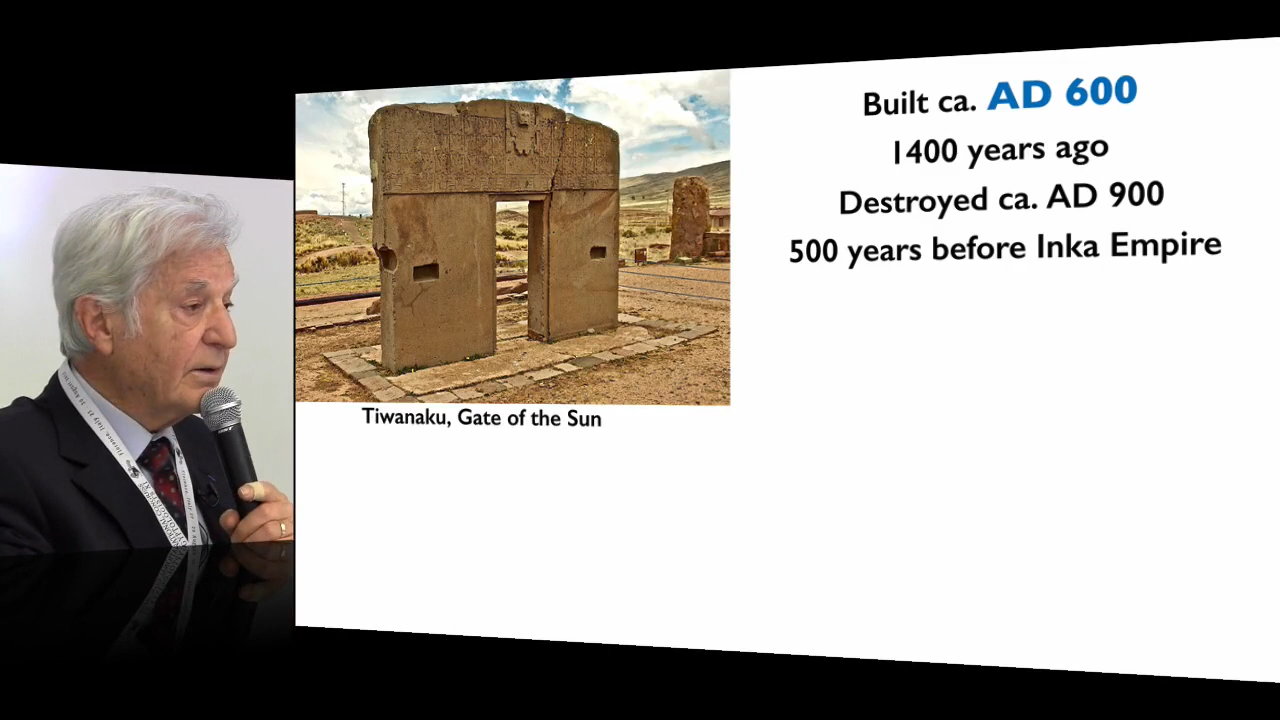 Built ca. AD 600
1400 years ago
Destroyed ca. AD 900
500 years before Inka Empire
Tiwanaku, Gate of the Sun